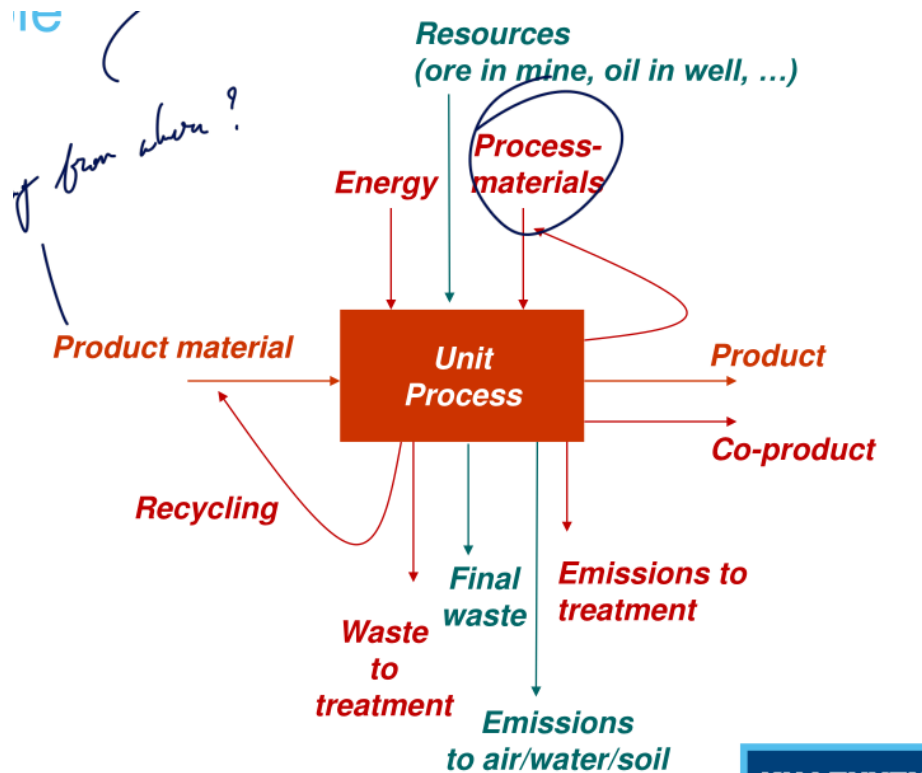 Resources
(ore in mine, oil in well, …)
from where ?
Process-
materials
Energy
Product material
Unit
Process
Product
Co-product
Recycling
Final
waste
Emissions to
treatment
Waste
to
treatment
Emissions
to air/water/soil